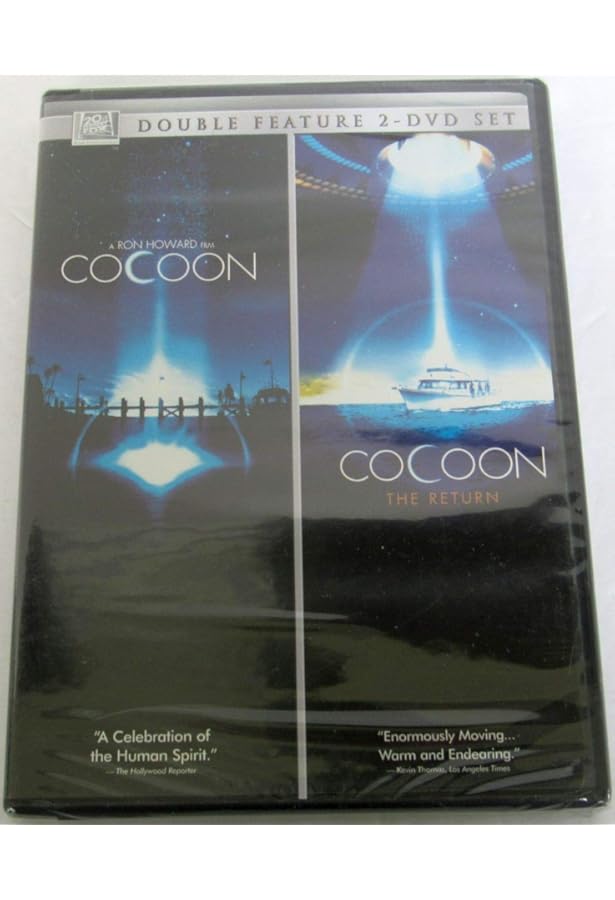 20th
CENTURY
FOX
DOUBLE FEATURE 2-DVD SET
A RON HOWARD FILM
COCOON
COCOON
THE RETURN
"A Celebration of
the Human Spirit."
— The Hollywood Reporter
"Enormously Moving...
Warm and Endearing."
— Kevin Thomas, Los Angeles Times